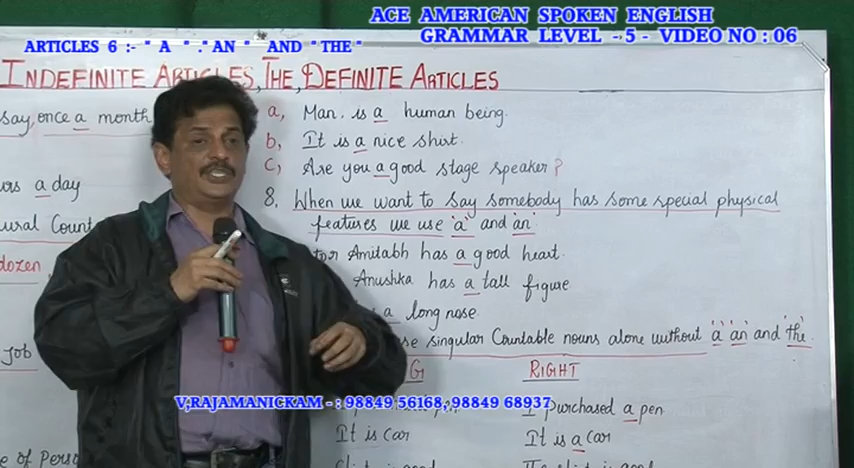 ACE AMERICAN SPOKEN ENGLISH
GRAMMAR LEVEL - 5 - VIDEO NO : 06
ARTICLES 6 :- " A " ." AN " AND " THE "
INDEFINITE ARTICLES, THE, DEFINITE ARTICLES
say, once a month
a day
Count
dozen
Job
a, Man. is a human being.
b, It is a nice shirt.
c, Are you a good stage speaker?
8. When we want to say somebody has some special physical
features we use 'a' and 'an'.
Amitabh has a good heart.
Anushka has a tall figure
a long nose.
singular Countable nouns alone without 'a' 'an' and 'the'.
RIGHT
V,RAJAMANICKAM - : 98849 56168, 98849 68937
I purchased a pen
It is car
It is a car